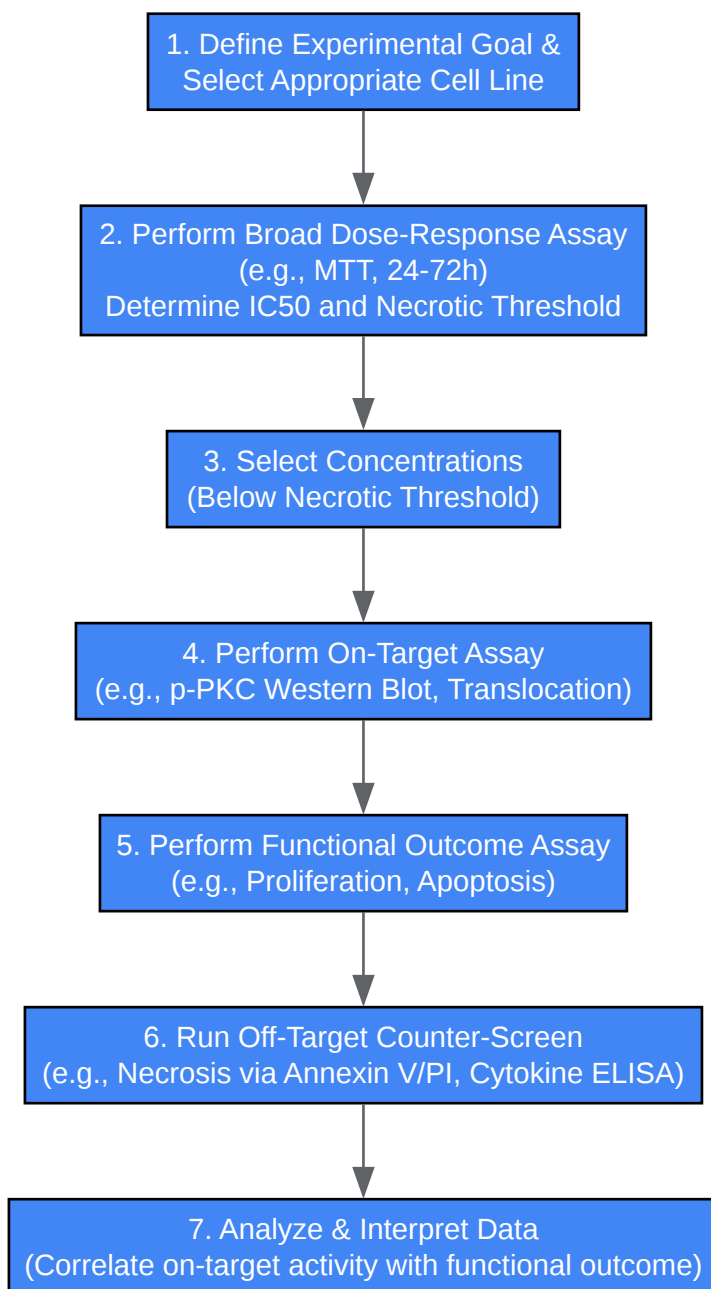 1. Define Experimental Goal &
Select Appropriate Cell Line
2. Perform Broad Dose-Response Assay
(e.g., MTT, 24-72h)
Determine IC50 and Necrotic Threshold
3. Select Concentrations
(Below Necrotic Threshold)
4. Perform On-Target Assay
(e.g., p-PKC Western Blot, Translocation)
5. Perform Functional Outcome Assay
(e.g., Proliferation, Apoptosis)
6. Run Off-Target Counter-Screen
(e.g., Necrosis via Annexin V/PI, Cytokine ELISA)
7. Analyze & Interpret Data
(Correlate on-target activity with functional outcome)